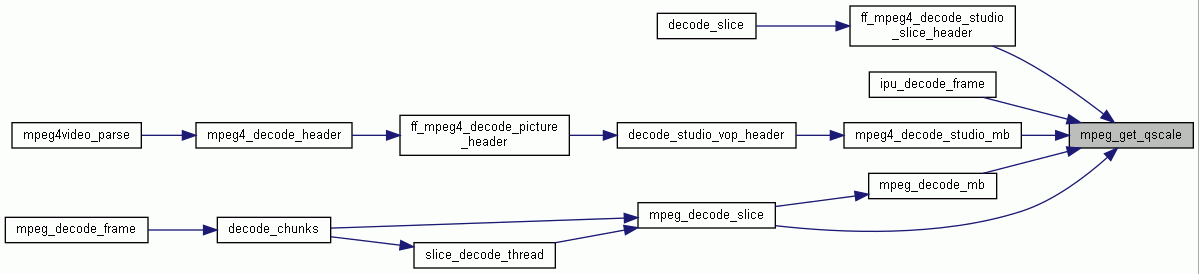 decode_slice
ff_mpeg4_decode_studio
_slice_header
ipu_decode_frame
mpeg4video_parse
mpeg4_decode_header
ff_mpeg4_decode_picture
_header
decode_studio_vop_header
mpeg4_decode_studio_mb
mpeg_get_qscale
mpeg_decode_mb
mpeg_decode_frame
decode_chunks
mpeg_decode_slice
slice_decode_thread